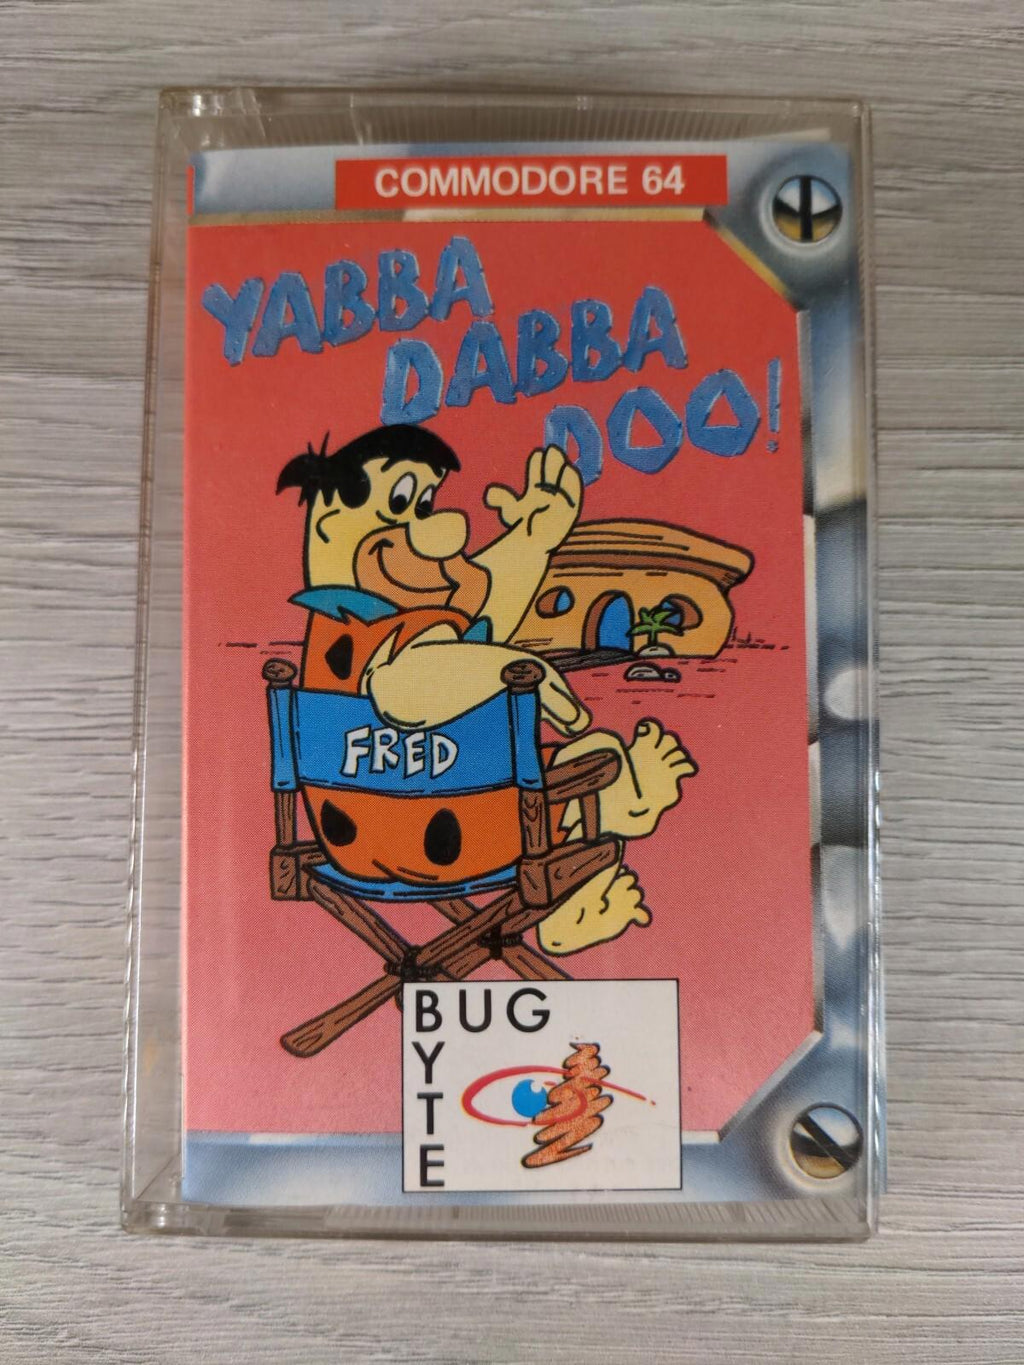 COMMODORE 64
YABBA
DABBA
DOO!
FRED
BUG
BYTE